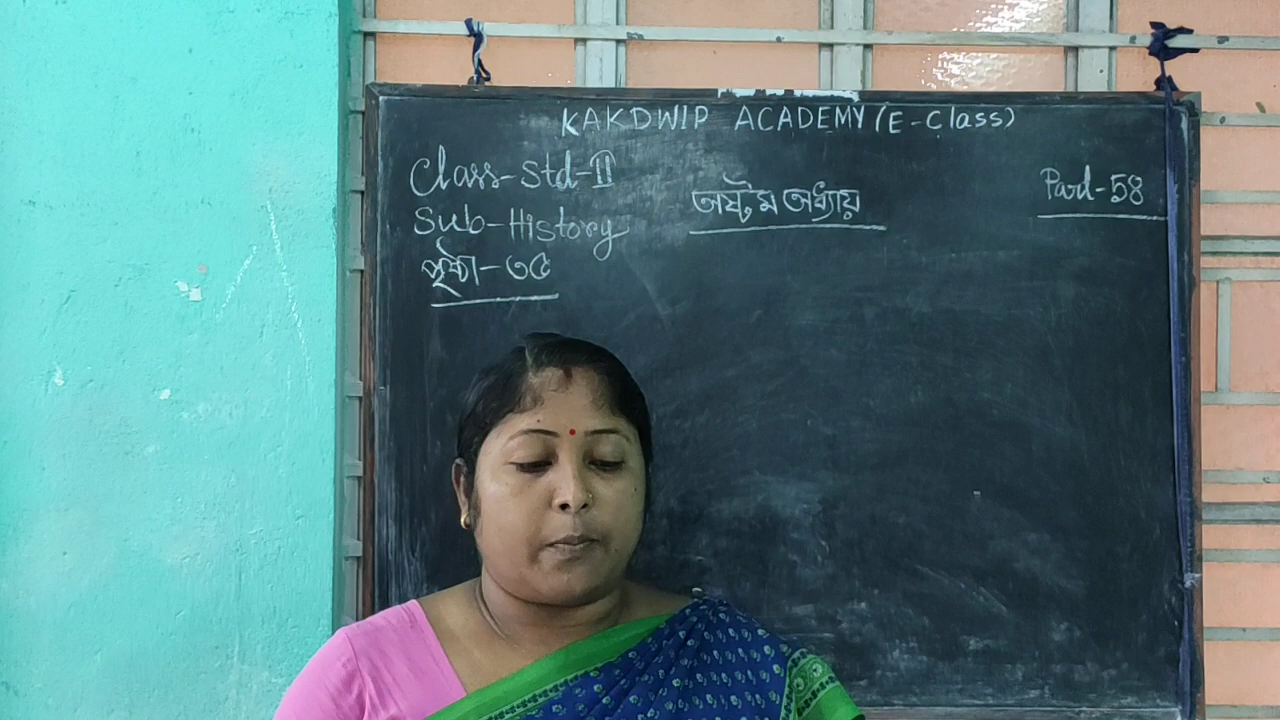 KAKDWIP ACADEMY (E-Class)
Class-Std-II
Sub-History
পৃষ্ঠা-৩৫
অষ্টম অধ্যায়
Part-58